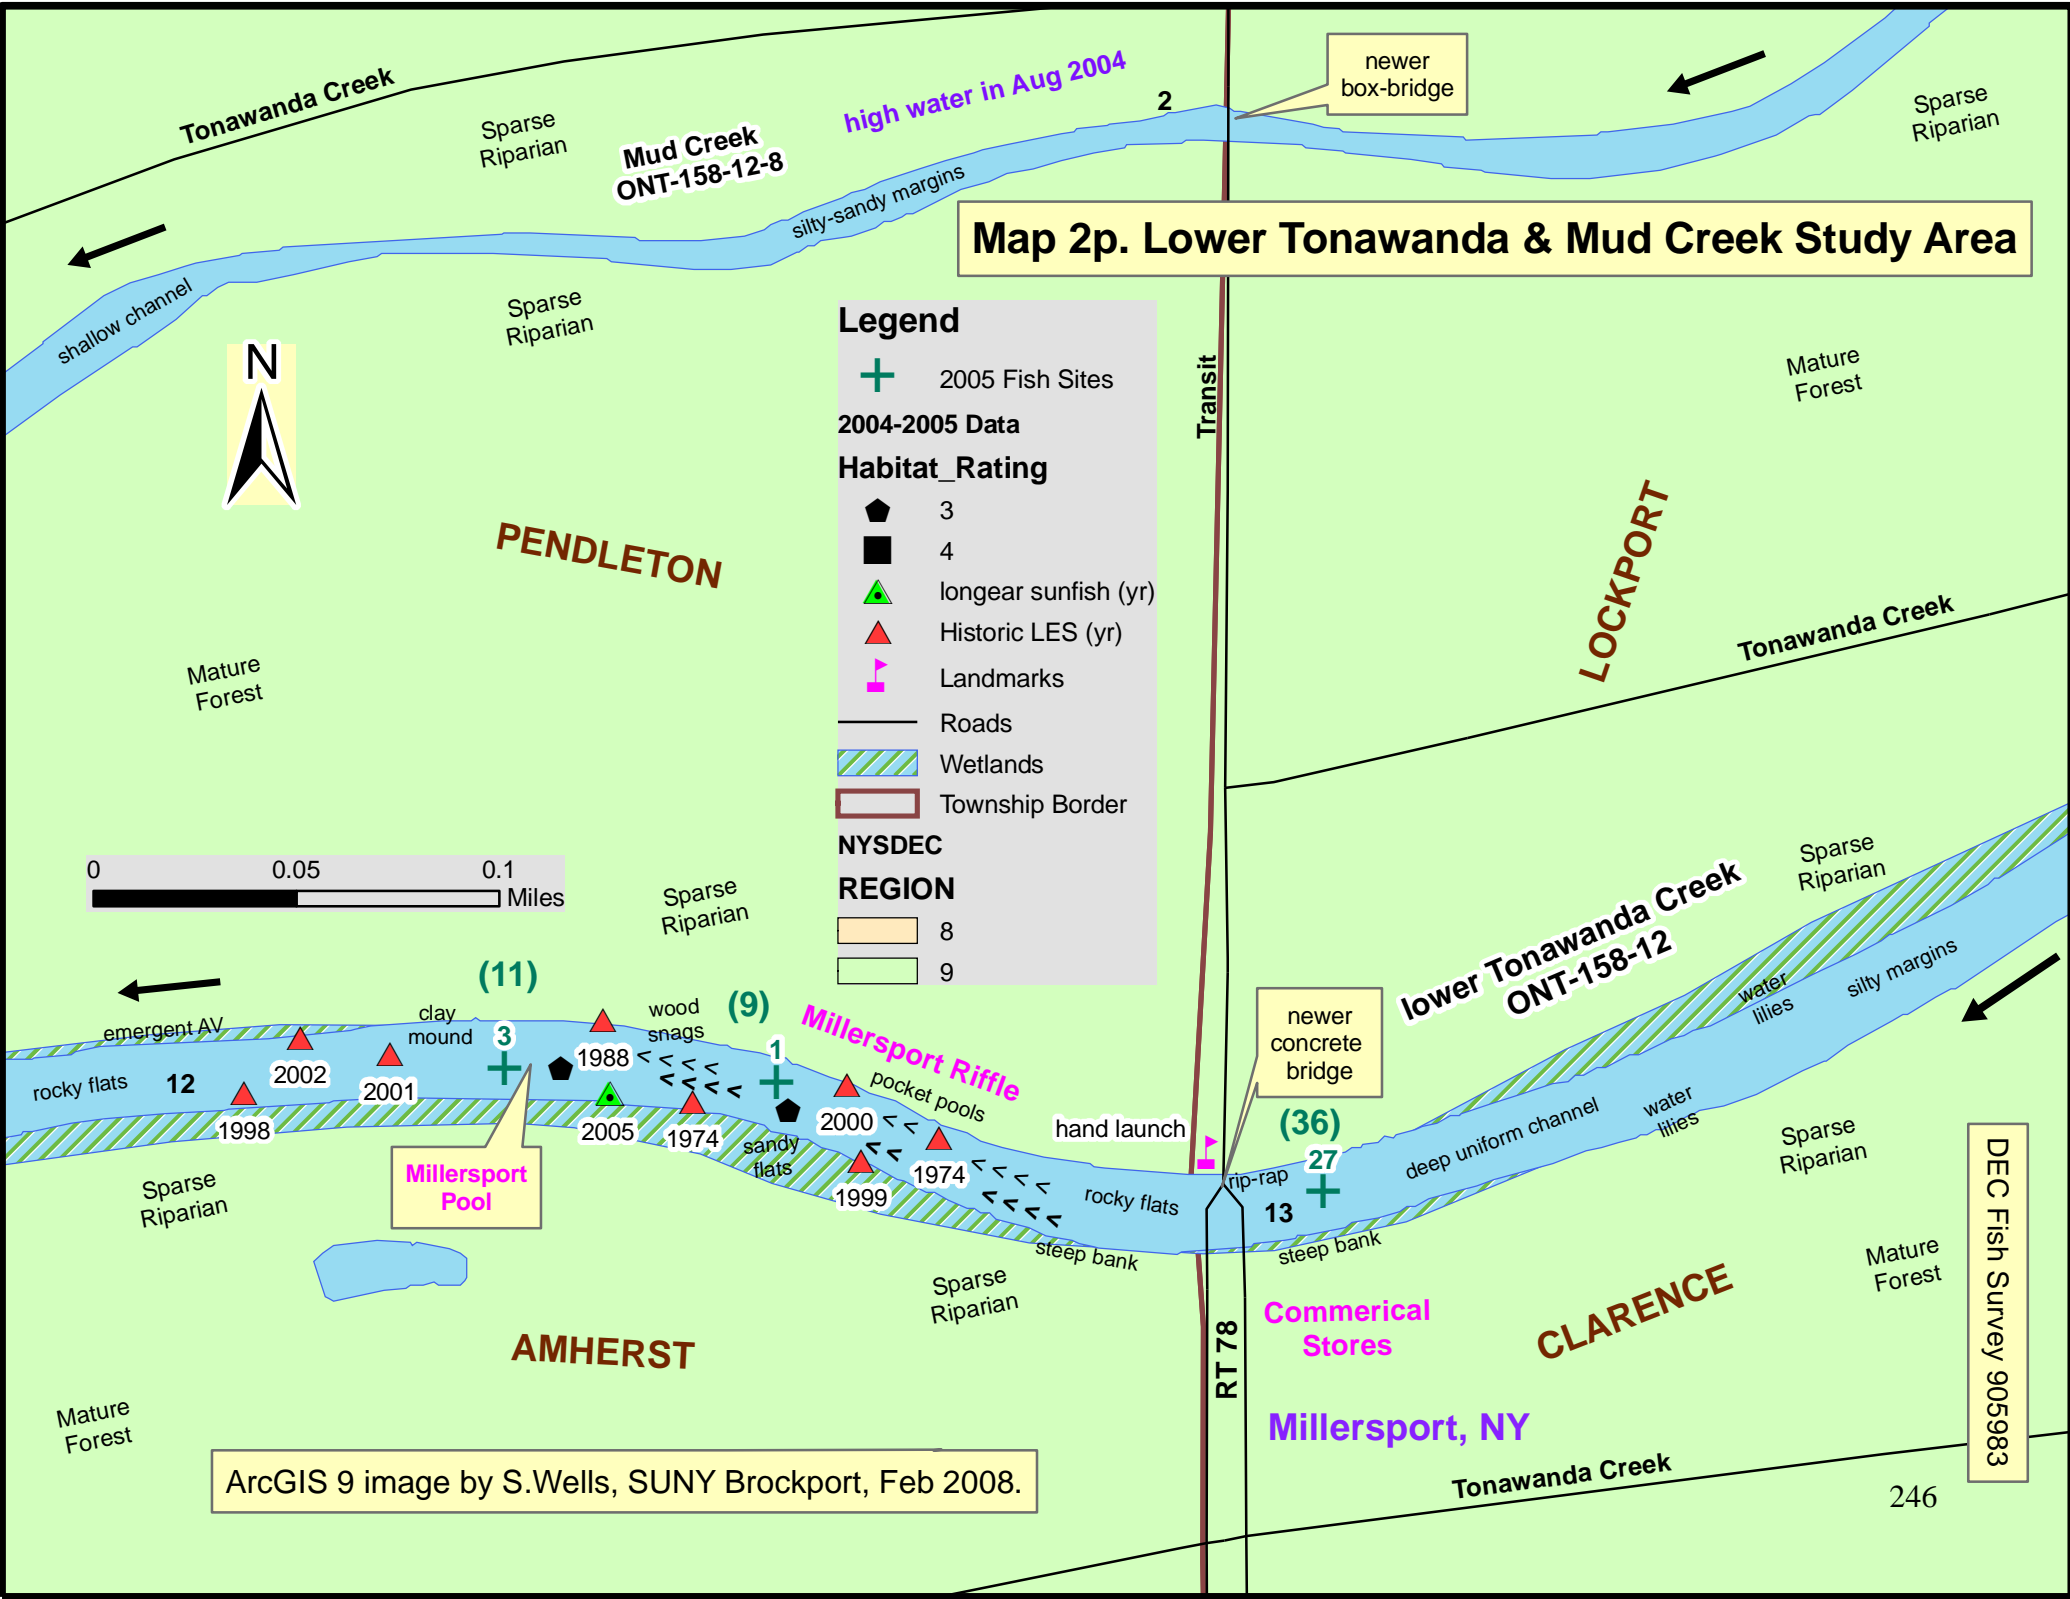 Tonawanda Creek
Sparse
Riparian
Mud Creek
ONT-158-12-8
high water in Aug 2004
2
newer
box-bridge
Sparse
Riparian
silty-sandy margins
Map 2p. Lower Tonawanda & Mud Creek Study Area
shallow channel
Sparse
Riparian
N
Legend
2005 Fish Sites
2004-2005 Data
Habitat_Rating
3
4
longear sunfish (yr)
Historic LES (yr)
Landmarks
Roads
Wetlands
Township Border
NYSDEC
REGION
8
9
Transit
Mature
Forest
PENDLETON
LOCKPORT
Tonawanda Creek
Mature
Forest
0 0.05 0.1
Miles
Sparse
Riparian
Sparse
Riparian
lower Tonawanda Creek
ONT-158-12
water
lilies
silty margins
(11)
(9)
emergent AV
clay
mound
wood
snags
Millersport Riffle
newer
concrete
bridge
3
1988
1
pocket pools
rocky flats
12
2002
2001
1998
2005
1974
2000
sandy
flats
1999
1974
hand launch
(36)
27
rip-rap
13
rocky flats
deep uniform channel
water
lilies
steep bank
steep bank
Millersport
Pool
Sparse
Riparian
Sparse
Riparian
Sparse
Riparian
Mature
Forest
DEC Fish Survey 905983
AMHERST
RT 78
Commerical
Stores
CLARENCE
Mature
Forest
Millersport, NY
ArcGIS 9 image by S.Wells, SUNY Brockport, Feb 2008.
Tonawanda Creek
246